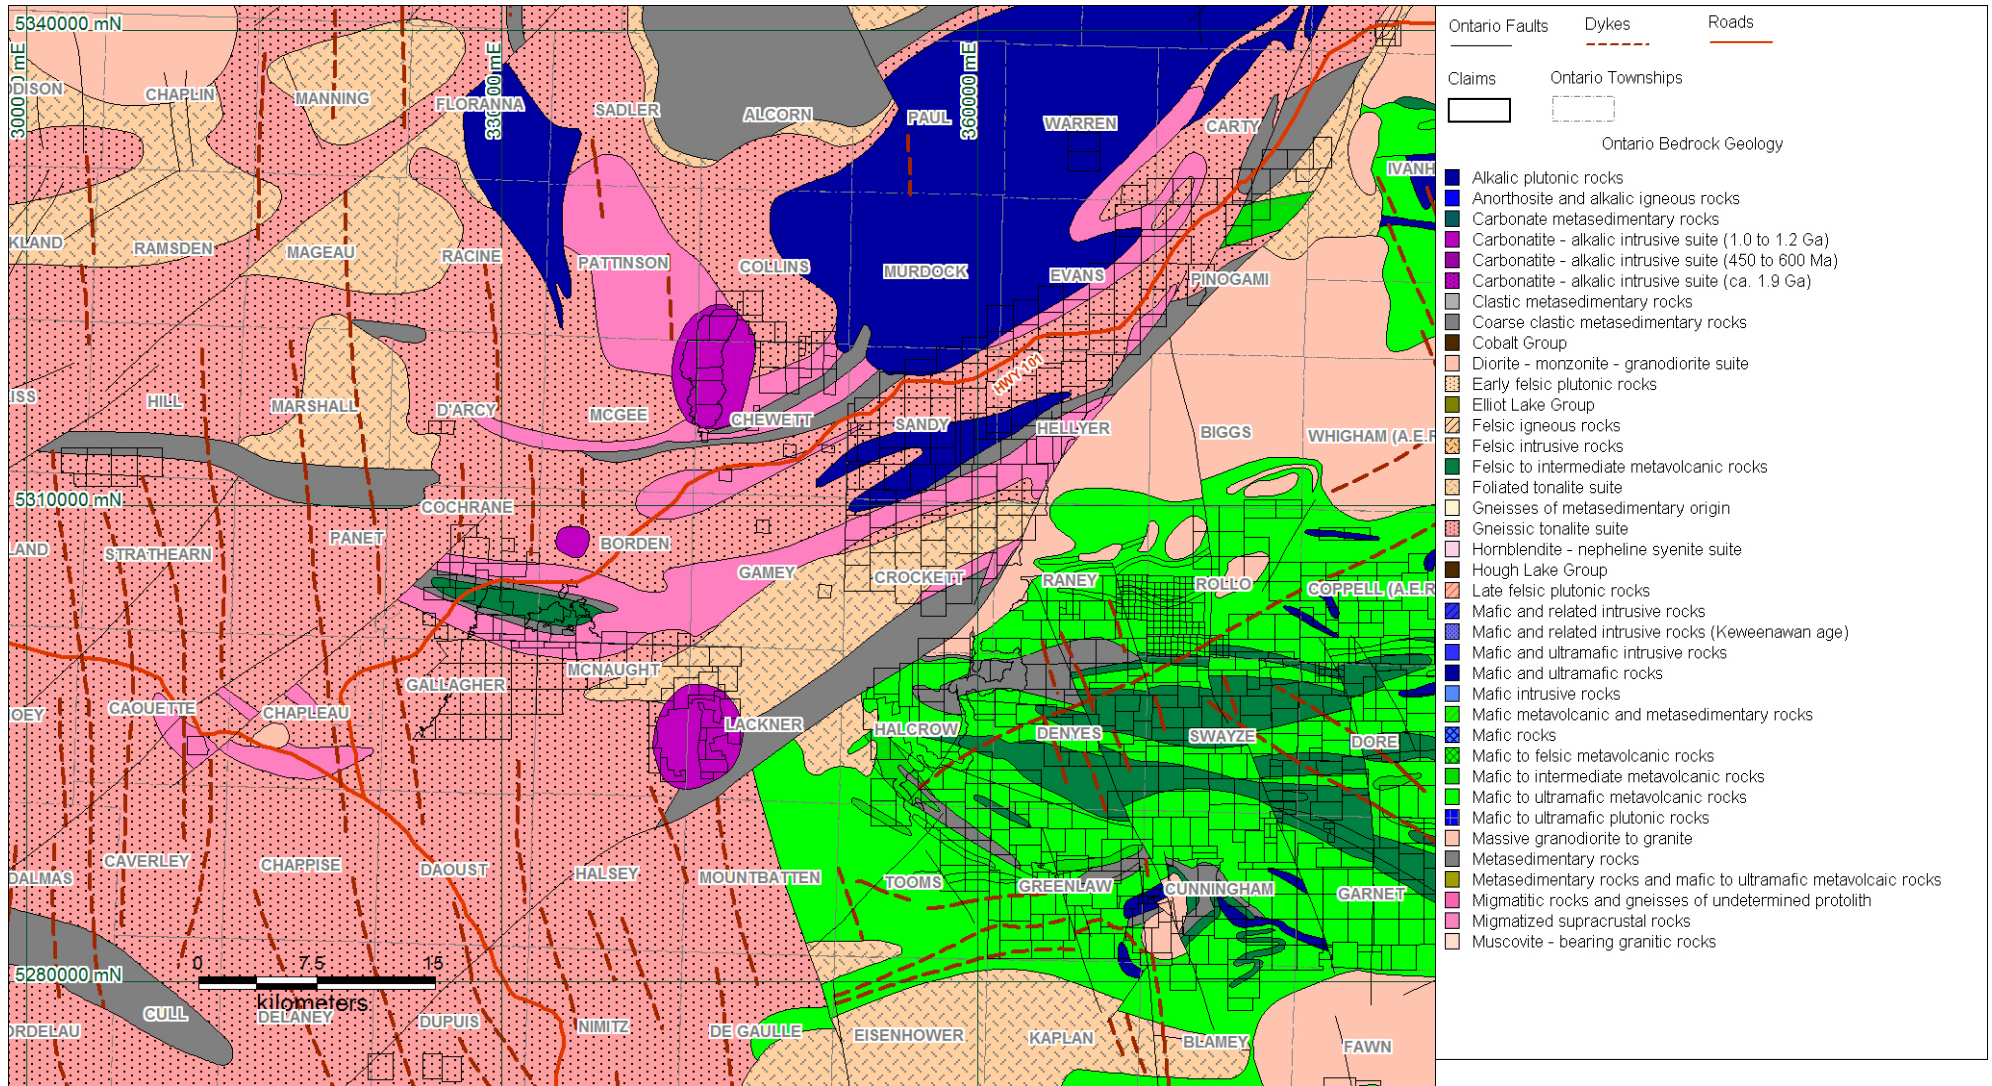 5340000 mN
300000 mE
330000 mE
3600000 mE
DDISON
CHAPLIN
MANNING
FLORANNA
SADLER
ALCORN
PAUL
WARREN
CARTY
IVANH
KLAND
RAMSDEN
MAGEAU
RACINE
PATTINSON
COLLINS
MURDOCK
EVANS
PINOGAMI
ISS
HILL
MARSHALL
D'ARCY
MCGEE
CHEWETT
SANDY
HWY 101
HELLYER
BIGGS
WHIGHAM (A.E.R
5310000 mN
LAND
STRATHEARN
PANET
COCHRANE
BORDEN
GAMEY
CROCKETT
RANEY
ROLLO
COPPELL (A.E.R
OEY
CAOUETTE
CHAPLEAU
GALLAGHER
MCNAUGHT
LACKNER
HALCROW
DENYES
SWAYZE
DORE
DALMAS
CAVERLEY
CHAPPISE
DAOUST
HALSEY
MOUNTBATTEN
TOOMS
GREENLAW
CUNNINGHAM
GARNET
5280000 mN
0 7.5 15
kilometers
ORDELAU
CULL
DELANEY
DUPUIS
NIMITZ
DE GAULLE
EISENHOWER
KAPLAN
BLAMEY
FAWN
Ontario Faults
Dykes
Roads
Claims
Ontario Townships
Ontario Bedrock Geology
Alkalic plutonic rocks
Anorthosite and alkalic igneous rocks
Carbonate metasedimentary rocks
Carbonatite - alkalic intrusive suite (1.0 to 1.2 Ga)
Carbonatite - alkalic intrusive suite (450 to 600 Ma)
Carbonatite - alkalic intrusive suite (ca. 1.9 Ga)
Clastic metasedimentary rocks
Coarse clastic metasedimentary rocks
Cobalt Group
Diorite - monzonite - granodiorite suite
Early felsic plutonic rocks
Elliot Lake Group
Felsic igneous rocks
Felsic intrusive rocks
Felsic to intermediate metavolcanic rocks
Foliated tonalite suite
Gneisses of metasedimentary origin
Gneissic tonalite suite
Hornblendite - nepheline syenite suite
Hough Lake Group
Late felsic plutonic rocks
Mafic and related intrusive rocks
Mafic and related intrusive rocks (Keweenawan age)
Mafic and ultramafic intrusive rocks
Mafic and ultramafic rocks
Mafic intrusive rocks
Mafic metavolcanic and metasedimentary rocks
Mafic rocks
Mafic to felsic metavolcanic rocks
Mafic to intermediate metavolcanic rocks
Mafic to ultramafic metavolcanic rocks
Mafic to ultramafic plutonic rocks
Massive granodiorite to granite
Metasedimentary rocks
Metasedimentary rocks and mafic to ultramafic metavolcaic rocks
Migmatitic rocks and gneisses of undetermined protolith
Migmatized supracrustal rocks
Muscovite - bearing granitic rocks